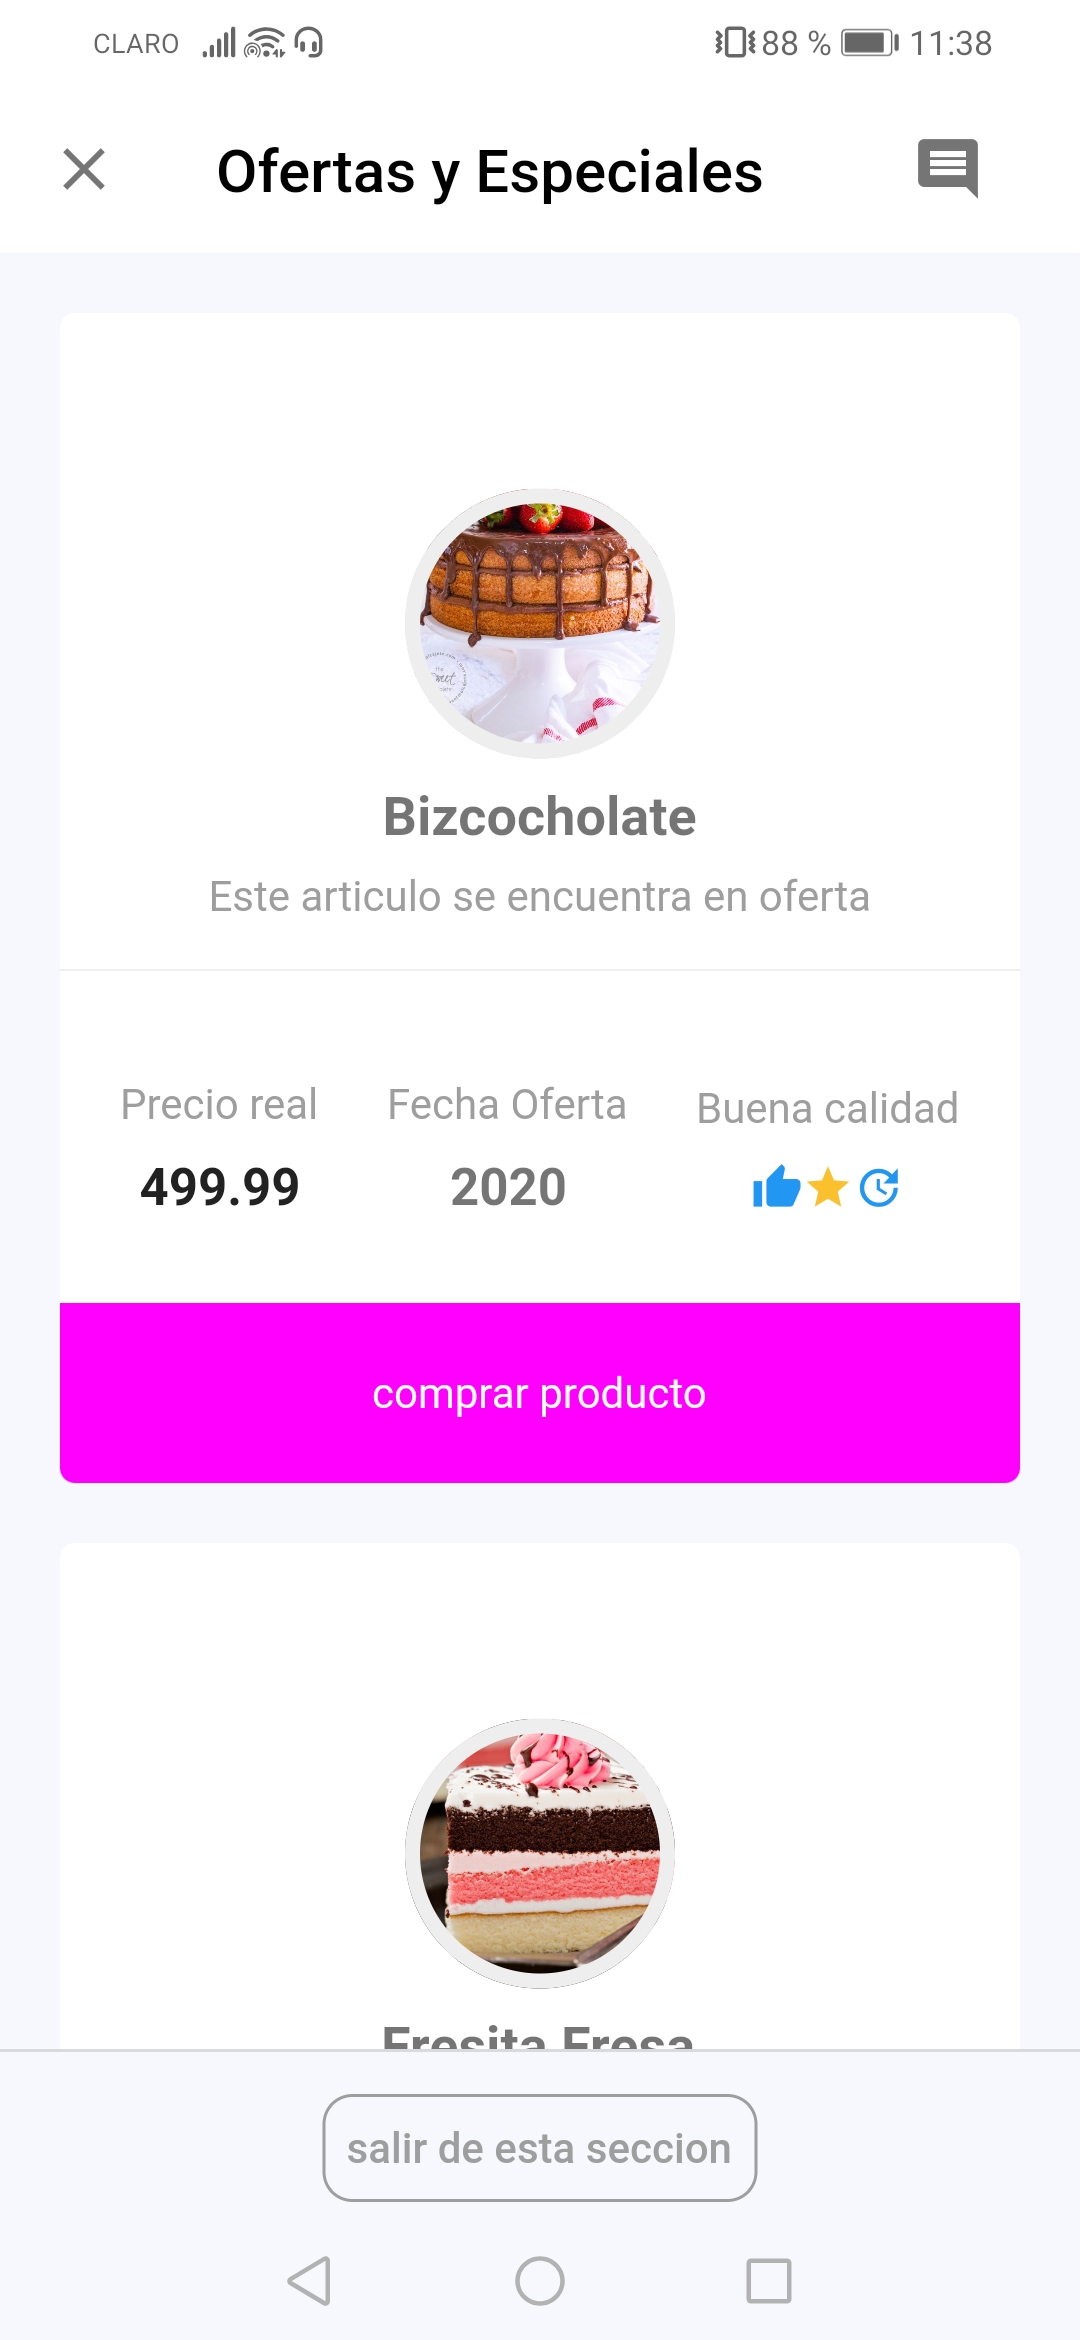 CLARO 88 % 11:38
Ofertas y Especiales
Bizcocholate
Este articulo se encuentra en oferta
Precio real Fecha Oferta Buena calidad
499.99 2020
comprar producto
Fresita Fresa
salir de esta seccion